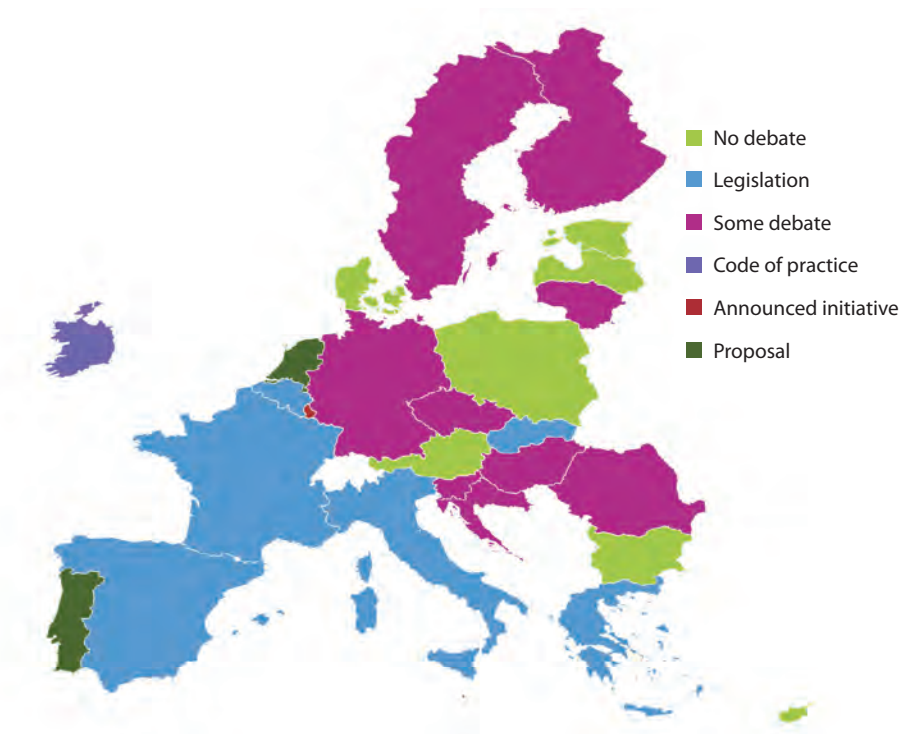 No debate
Legislation
Some debate
Code of practice
Announced initiative
Proposal